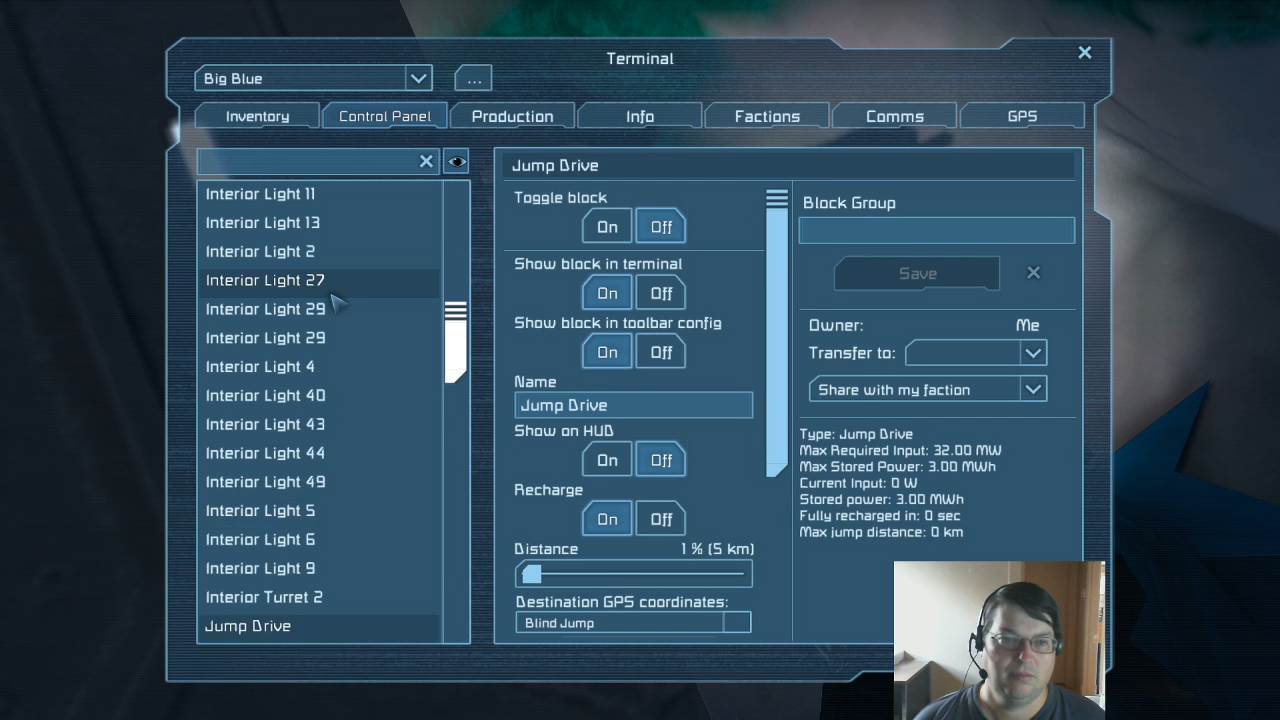 Terminal
Big Blue
...
Inventory
Control Panel
Production
Info
Factions
Comms
GPS
Interior Light 11
Interior Light 13
Interior Light 2
Interior Light 27
Interior Light 29
Interior Light 29
Interior Light 4
Interior Light 40
Interior Light 43
Interior Light 44
Interior Light 49
Interior Light 5
Interior Light 6
Interior Light 9
Interior Turret 2
Jump Drive
Jump Drive
Toggle block
On Off
Show block in terminal
On Off
Show block in toolbar config
On Off
Name
Jump Drive
Show on HUD
On Off
Recharge
On Off
Distance 1 % (5 km)
Destination GPS coordinates:
Blind Jump
Block Group
Save
Owner: Me
Transfer to:
Share with my faction
Type: Jump Drive
Max Required Input: 32.00 MW
Max Stored Power: 3.00 MWh
Current Input: 0 W
Stored power: 3.00 MWh
Fully recharged in: 0 sec
Max jump distance: 0 km